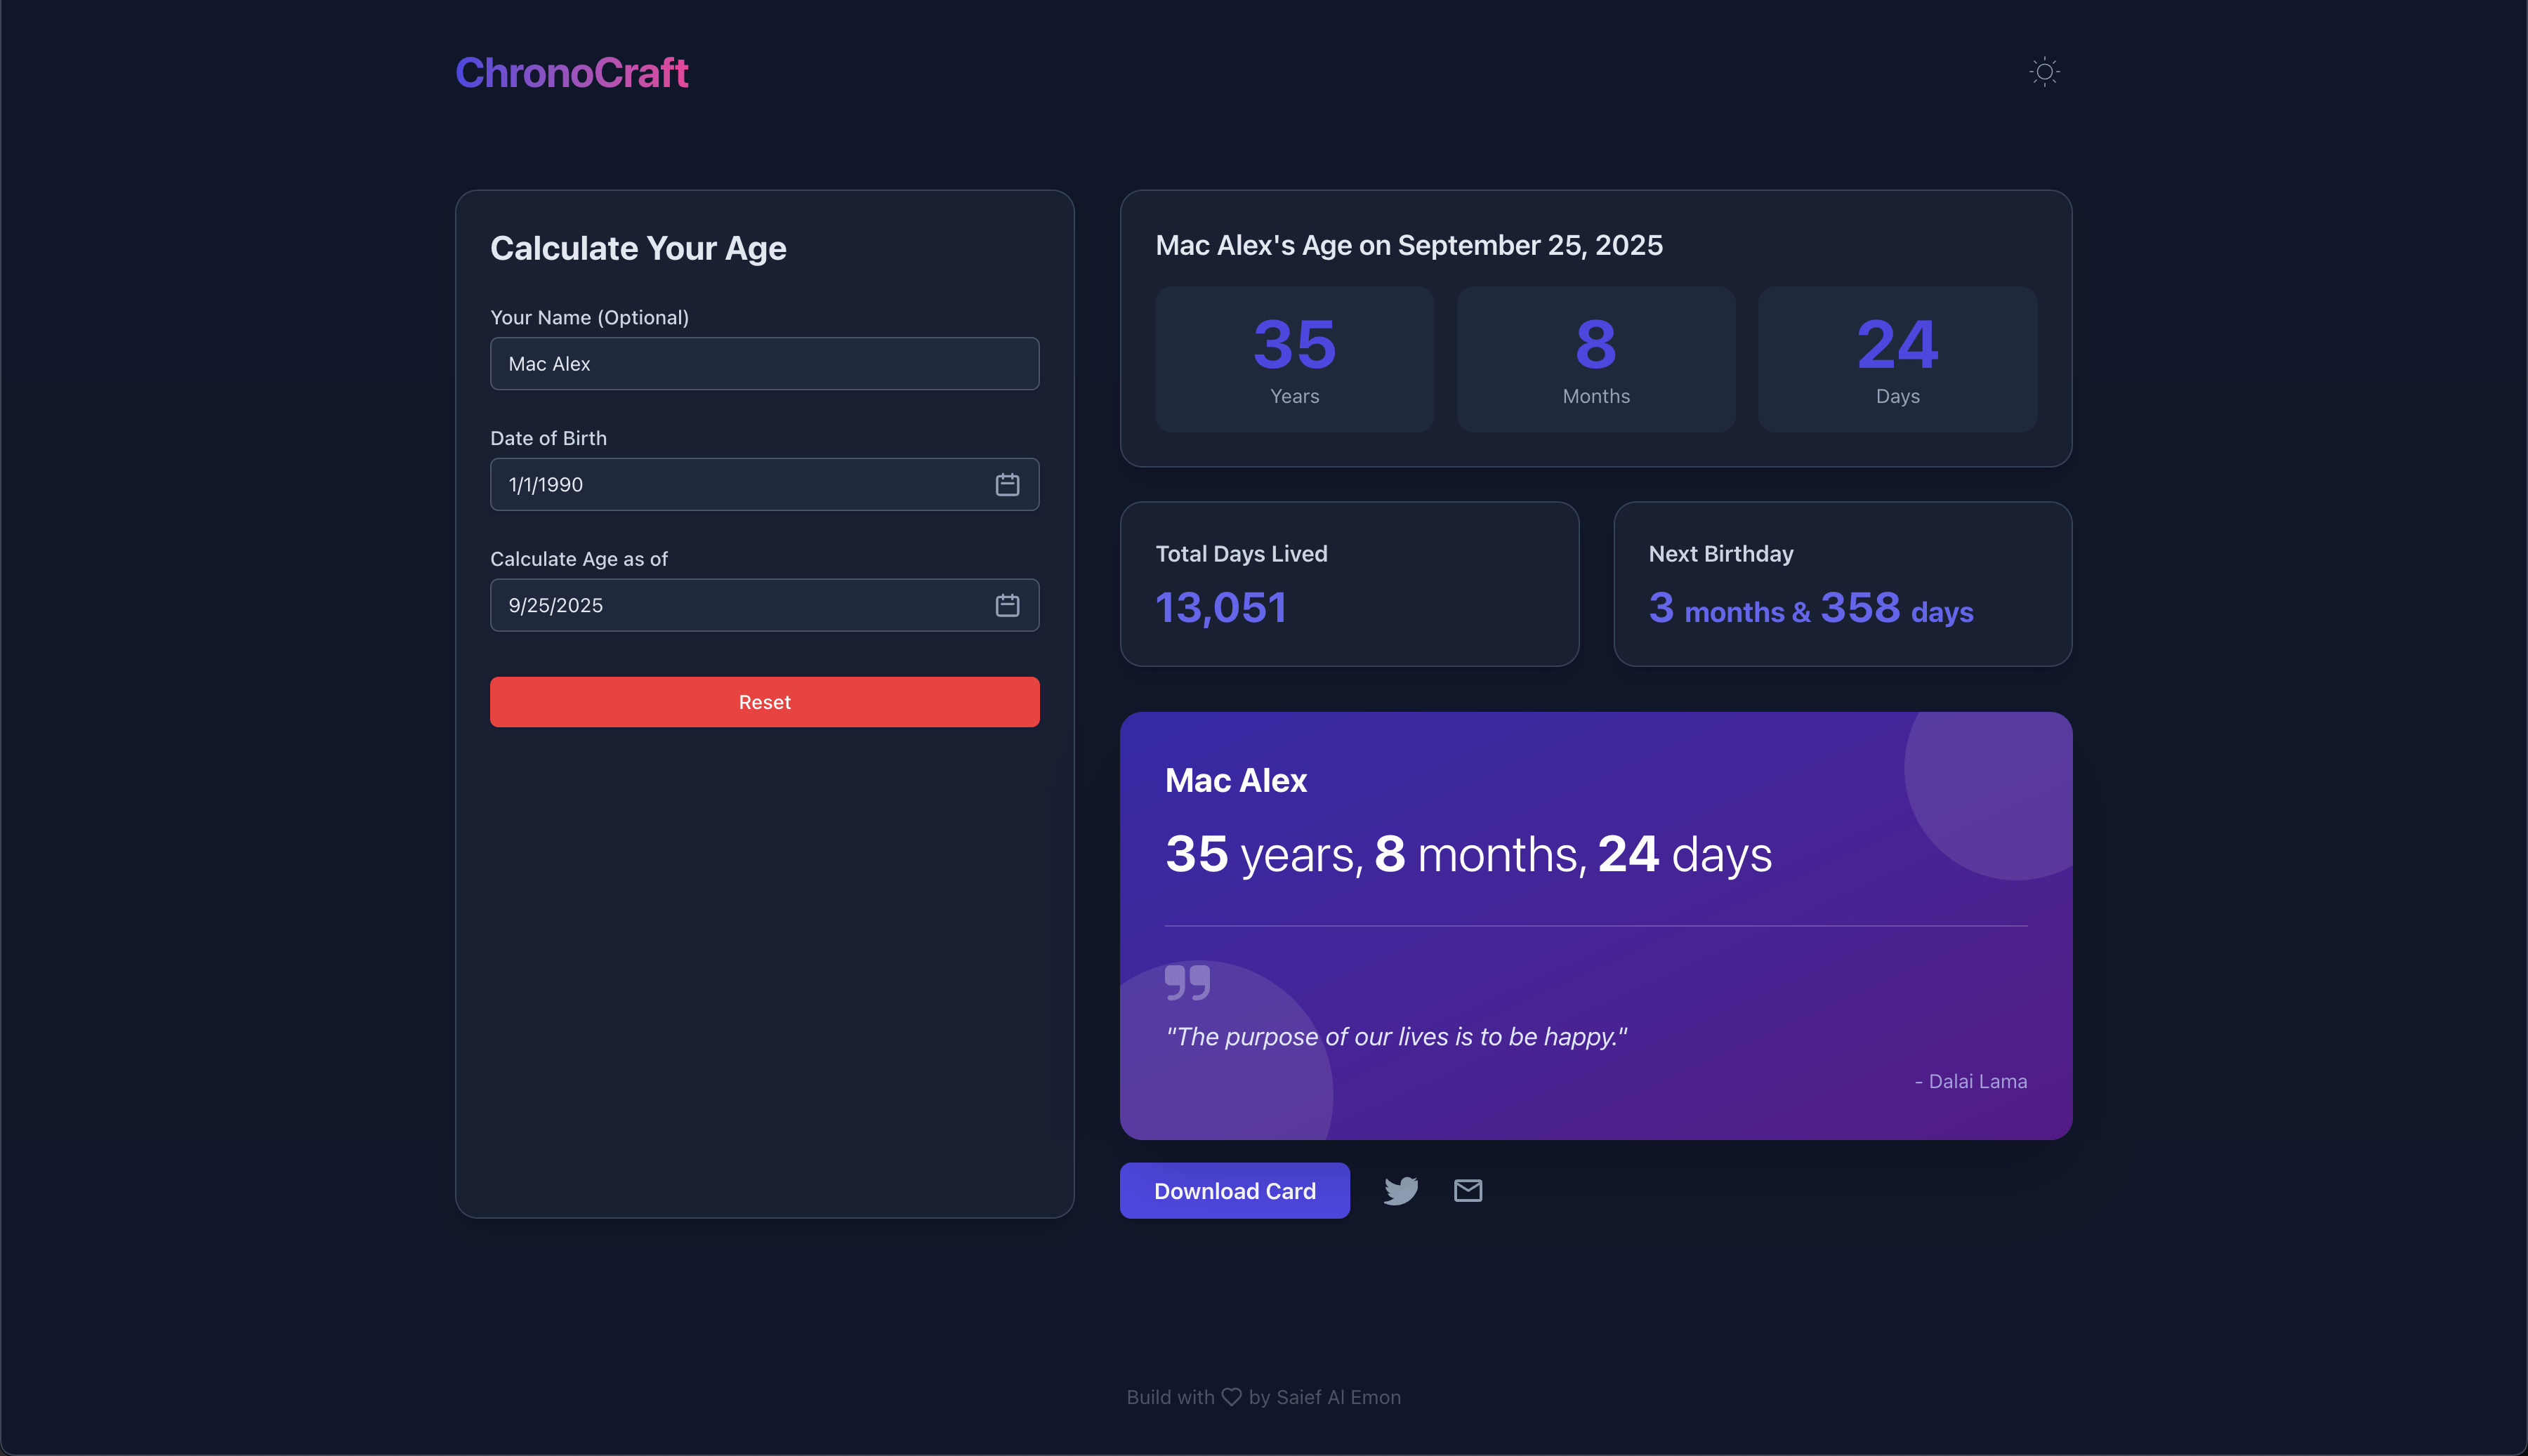 ChronoCraft
Calculate Your Age
Your Name (Optional)
Mac Alex
Date of Birth
1/1/1990
Calculate Age as of
9/25/2025
Reset
Mac Alex's Age on September 25, 2025
35
Years
8
Months
24
Days
Total Days Lived
13,051
Next Birthday
3 months & 358 days
Mac Alex
35 years, 8 months, 24 days
"The purpose of our lives is to be happy."
- Dalai Lama
Download Card
Build with ♡ by Saief Al Emon